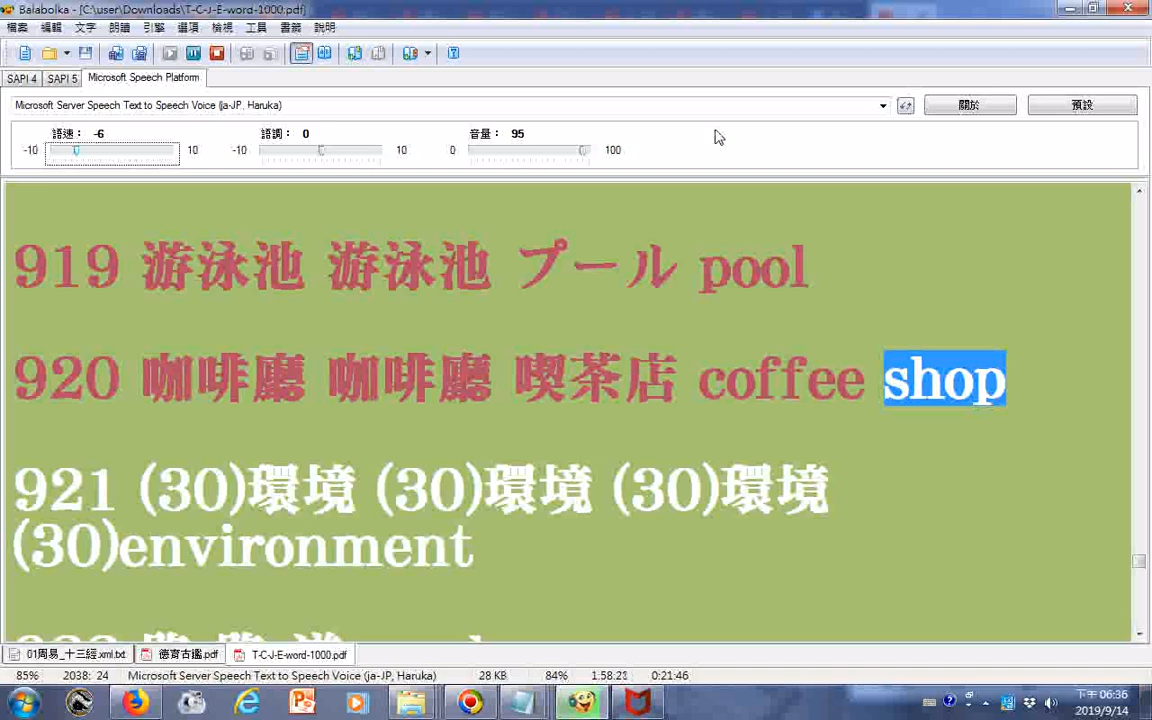 Balabolka - [C:\user\Downloads\T-C-J-E-word-1000.pdf]
檔案 編輯 文字 朗讀 引擎 選項 檢視 工具 書籤 說明
SAPI 4 SAPI 5 Microsoft Speech Platform
Microsoft Server Speech Text to Speech Voice (ja-JP, Haruka) 關於 預設
語速： -6 語調： 0 音量： 95
-10 10 -10 10 0 100
919 游泳池 游泳池 プール pool
920 咖啡廳 咖啡廳 喫茶店 coffee shop
921 (30)環境 (30)環境 (30)環境
(30)environment
01周易_十三經.xml.txt 德育古鑑.pdf T-C-J-E-word-1000.pdf
85% 2038: 24 Microsoft Server Speech Text to Speech Voice (ja-JP, Haruka) 28 KB 84% 1:58:21 0:21:46
下午 06:36
2019/9/14